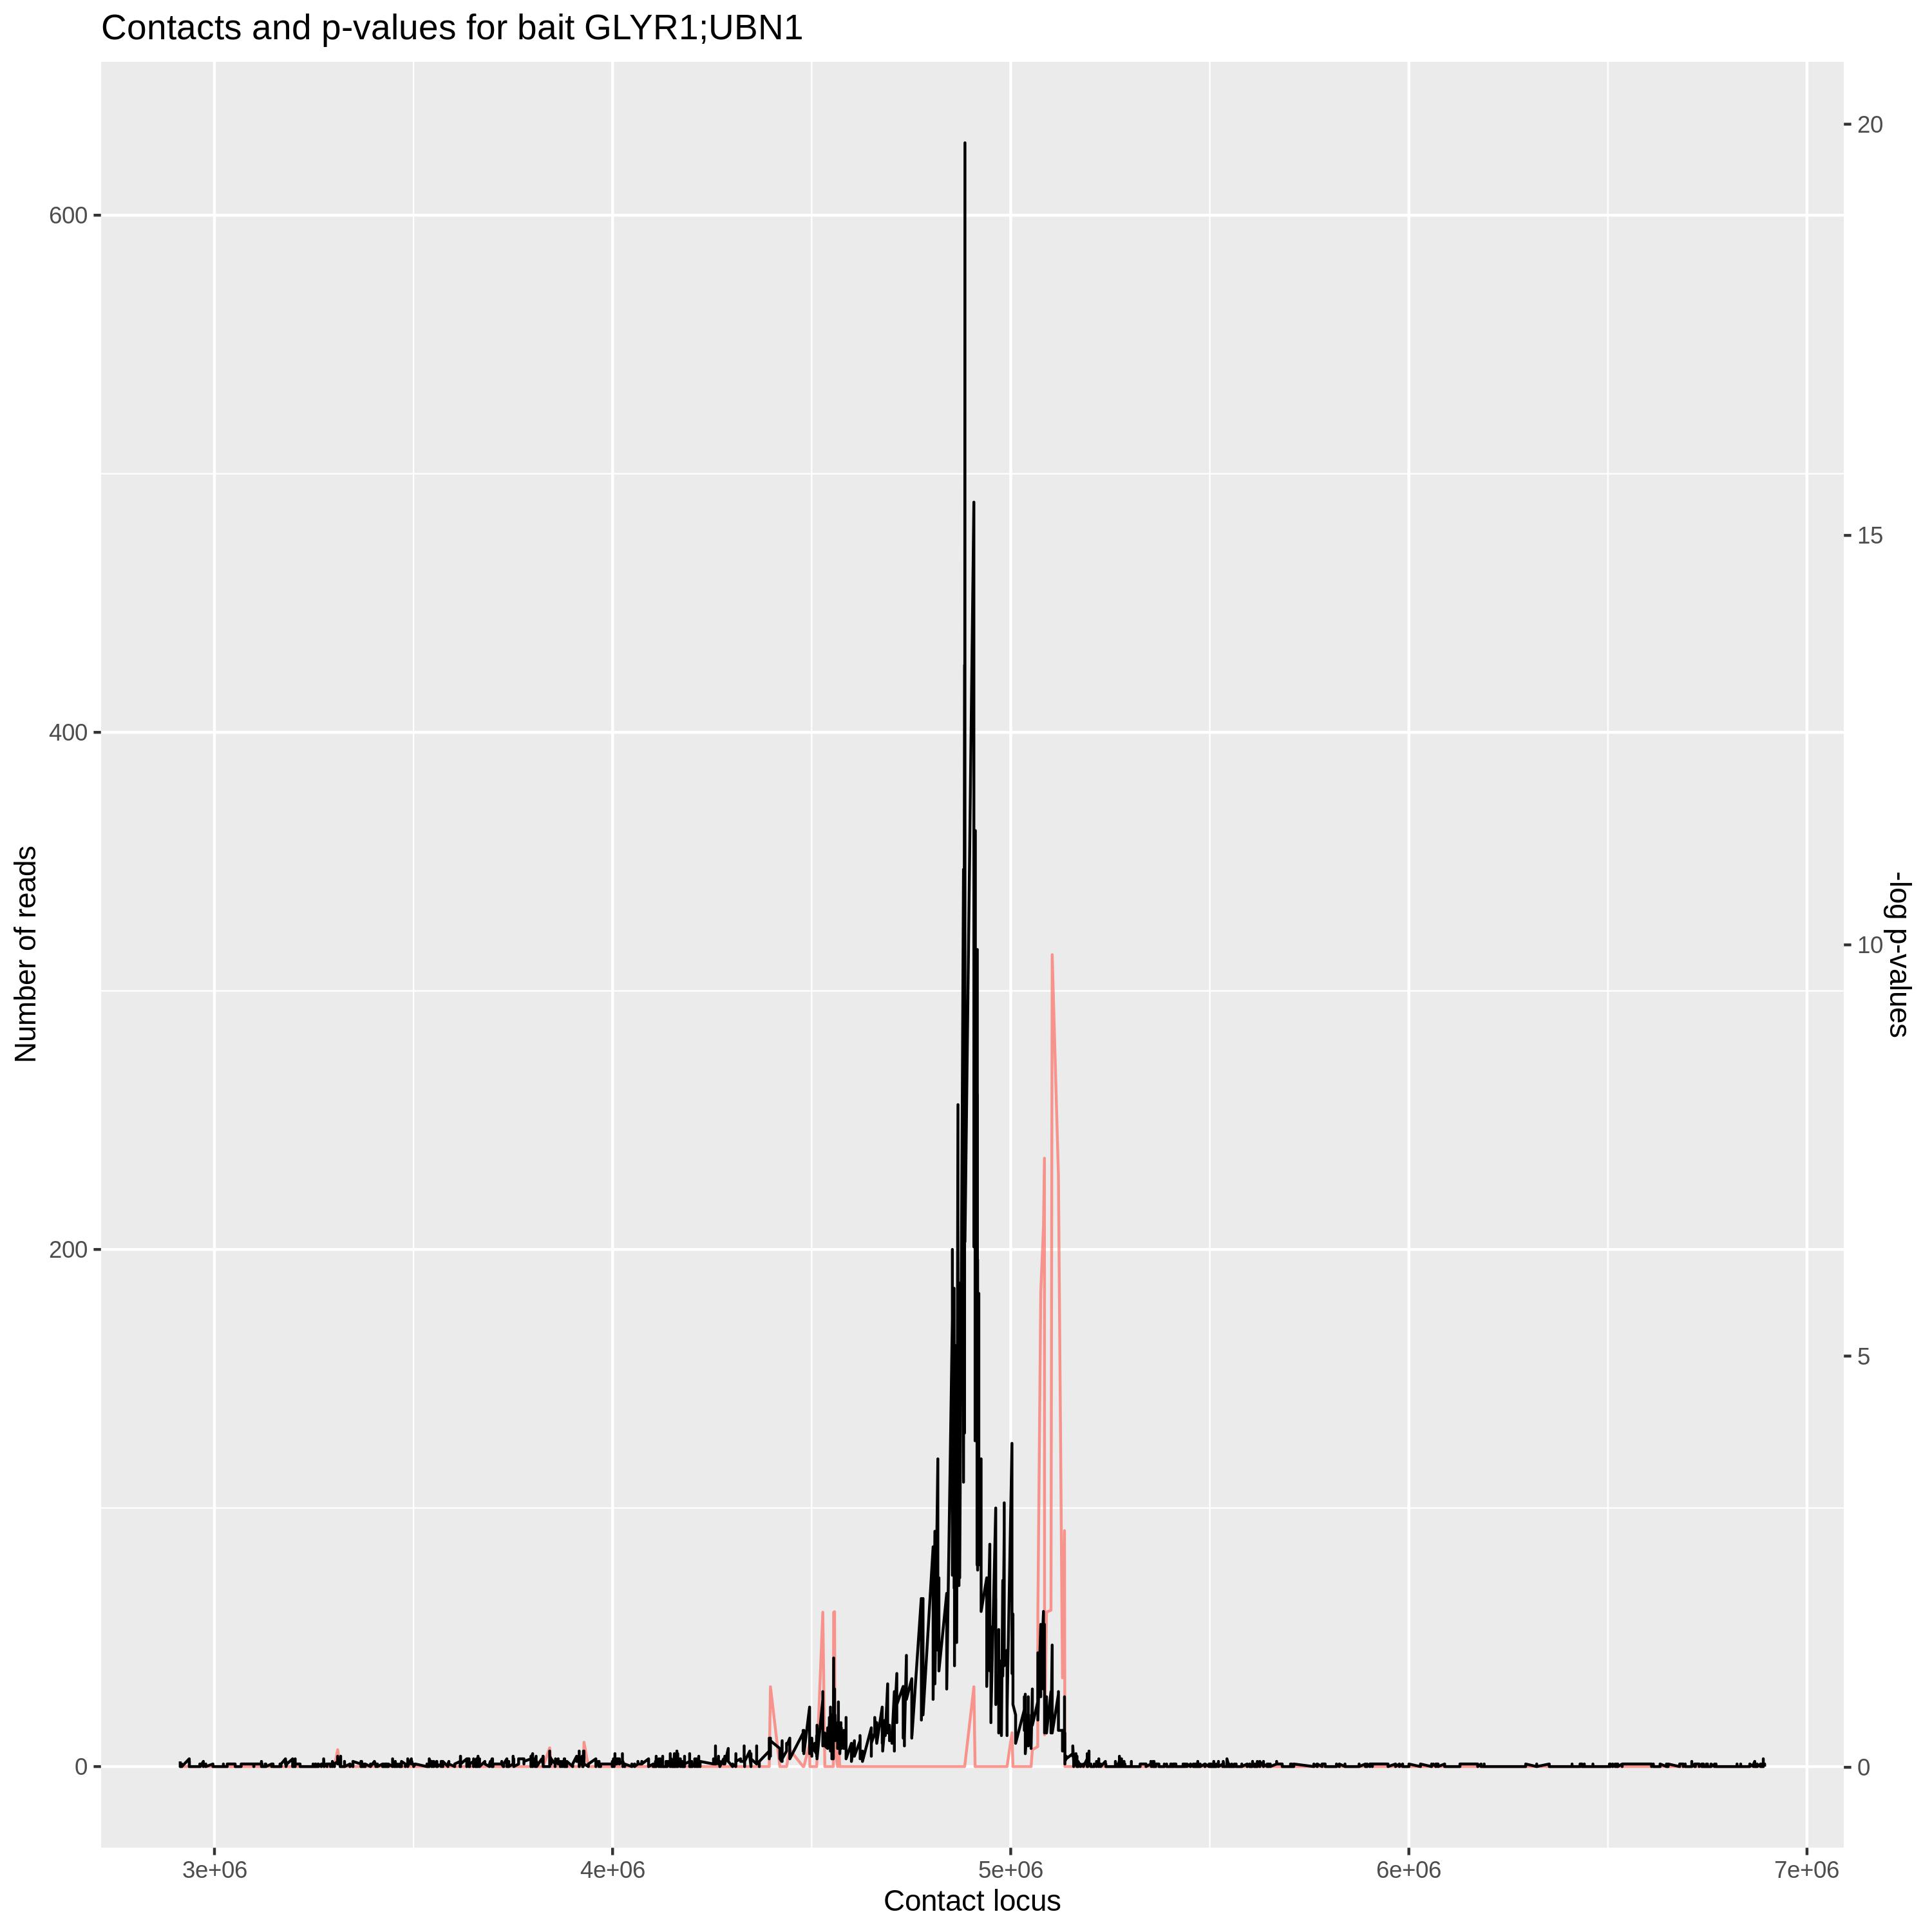 Contacts and p-values for bait GLYR1;UBN1
600
400
200
0
Number of reads
20
15
10
5
0
-log p-values
3e+06
4e+06
5e+06
6e+06
7e+06
Contact locus